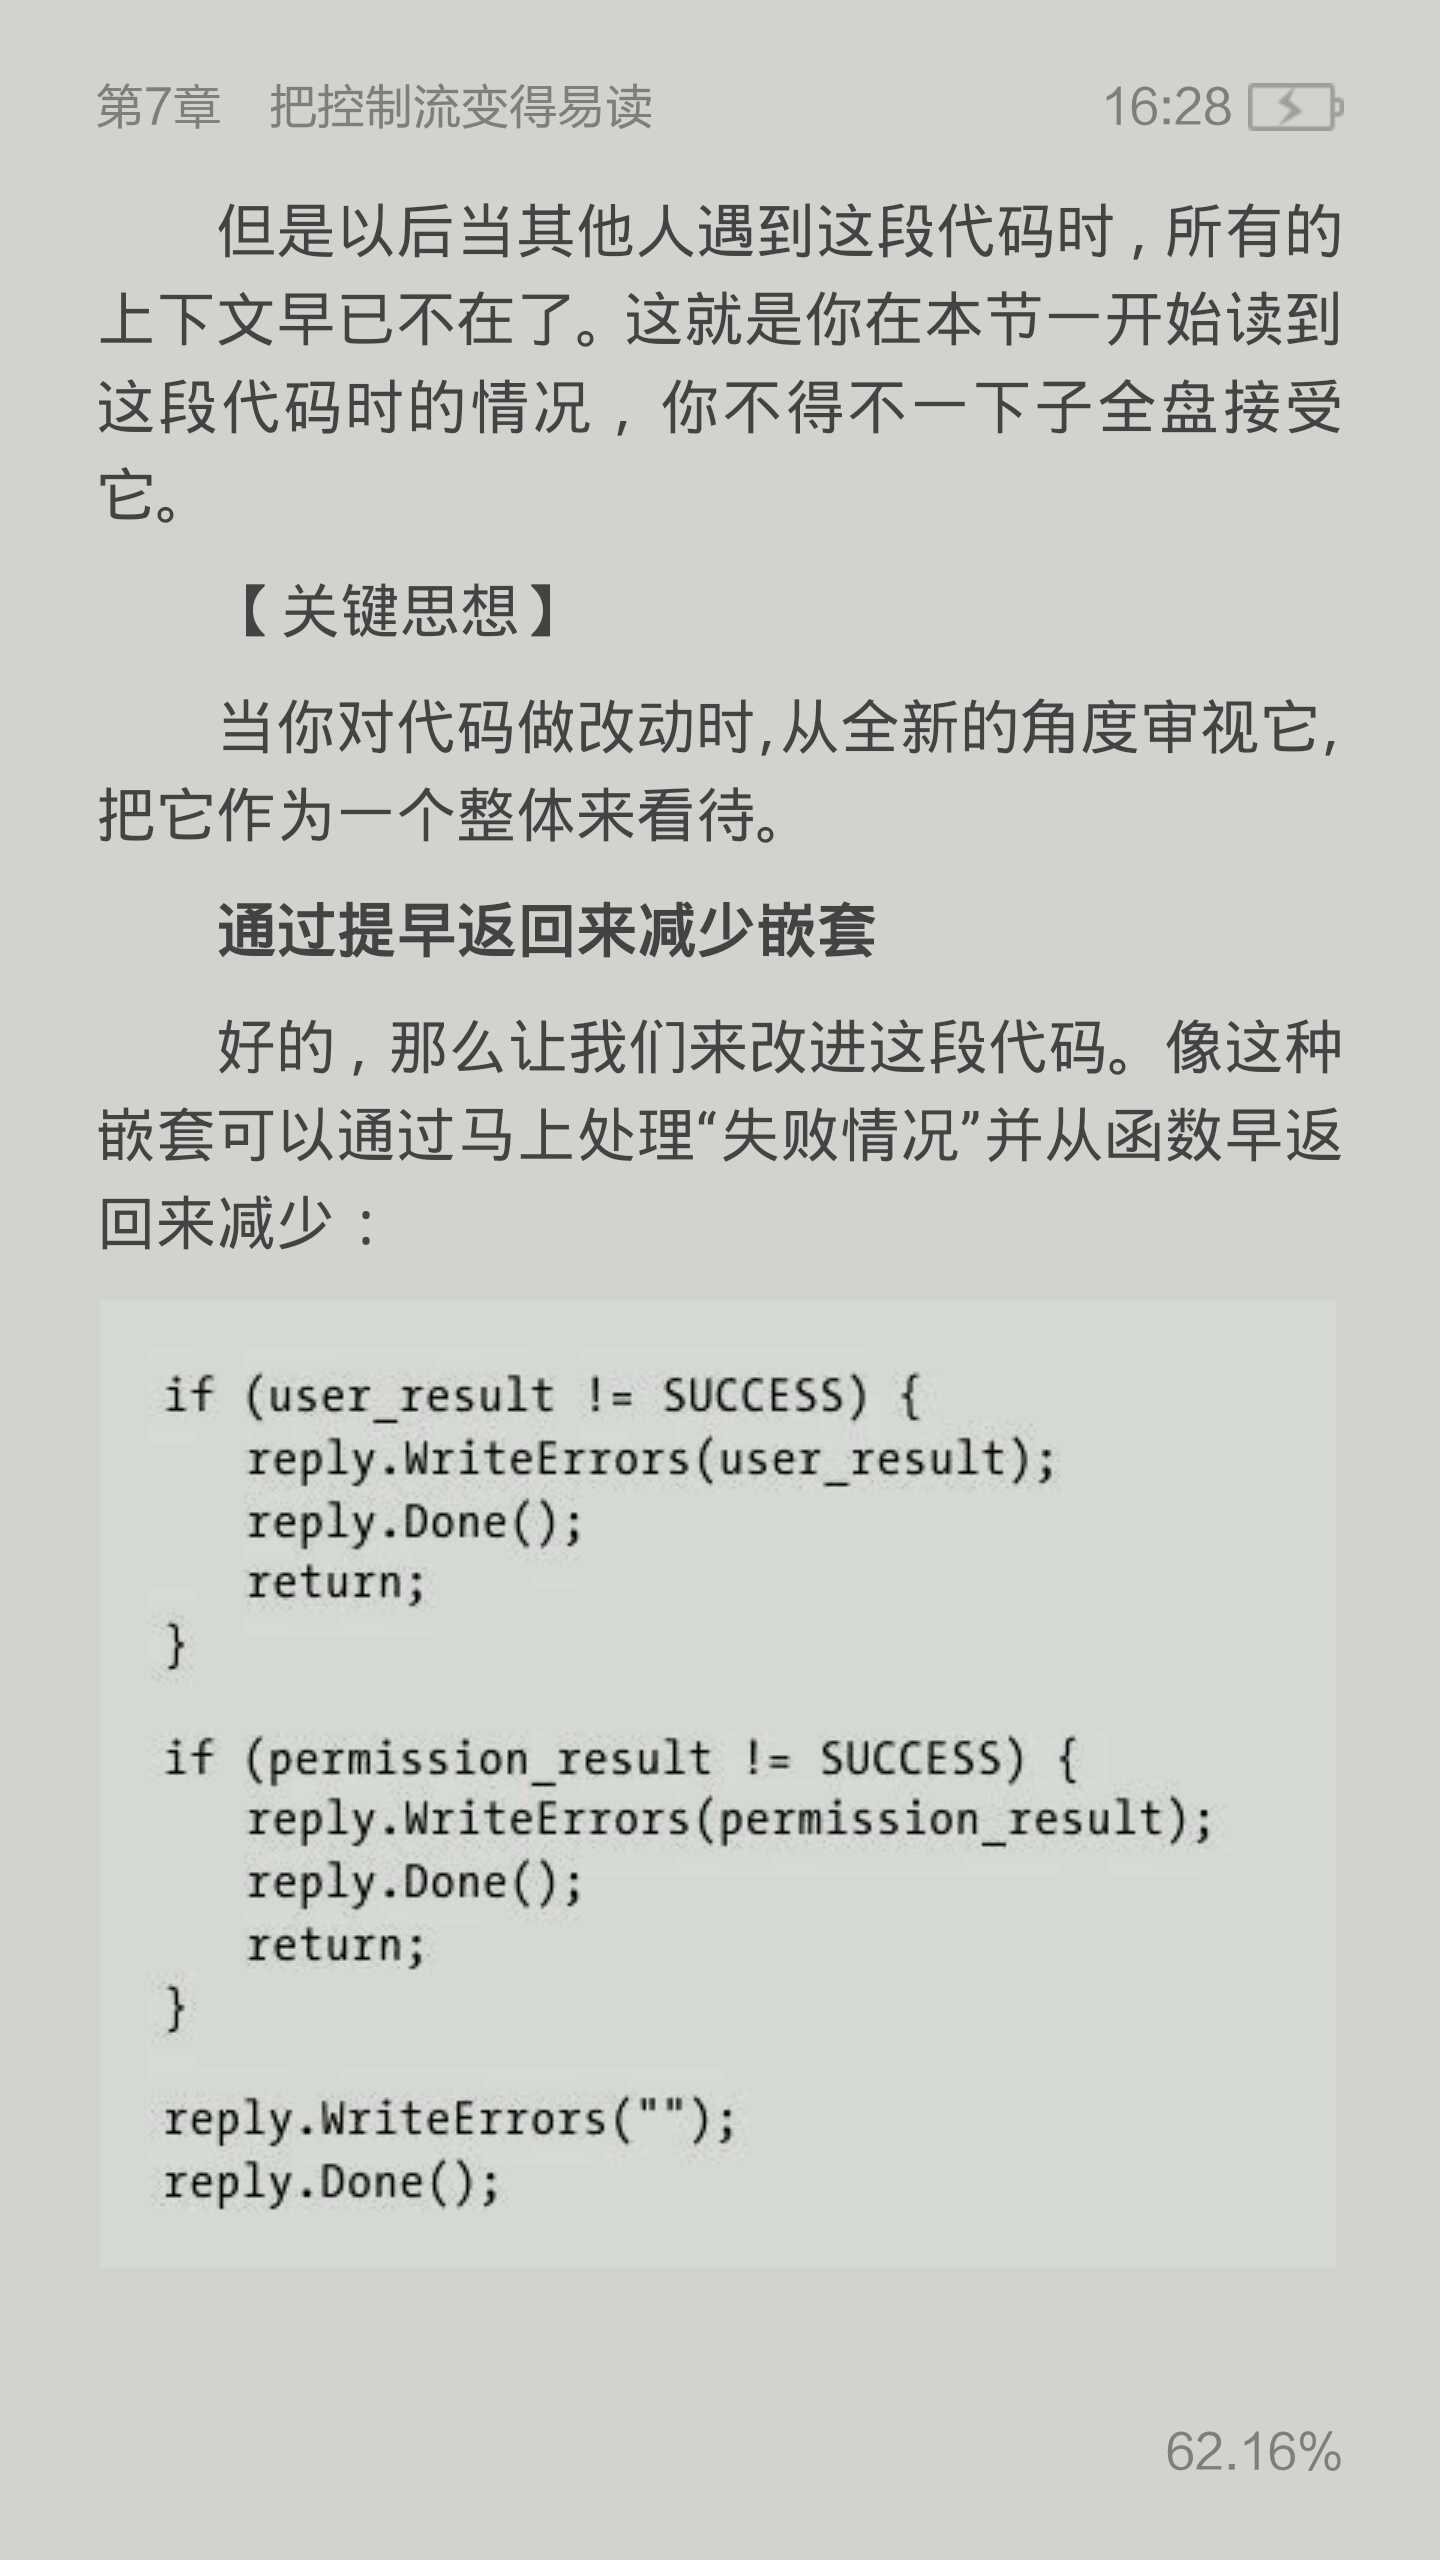 第7章　把控制流变得易读
16:28
但是以后当其他人遇到这段代码时，所有的
上下文早已不在了。这就是你在本节一开始读到
这段代码时的情况，你不得不一下子全盘接受
它。
【关键思想】
当你对代码做改动时，从全新的角度审视它，
把它作为一个整体来看待。
通过提早返回来减少嵌套
好的，那么让我们来改进这段代码。像这种
嵌套可以通过马上处理“失败情况”并从函数早返
回来减少：
if (user_result != SUCCESS) {
    reply.WriteErrors(user_result);
    reply.Done();
    return;
}
if (permission_result != SUCCESS) {
    reply.WriteErrors(permission_result);
    reply.Done();
    return;
}
reply.WriteErrors("");
reply.Done();
62.16%